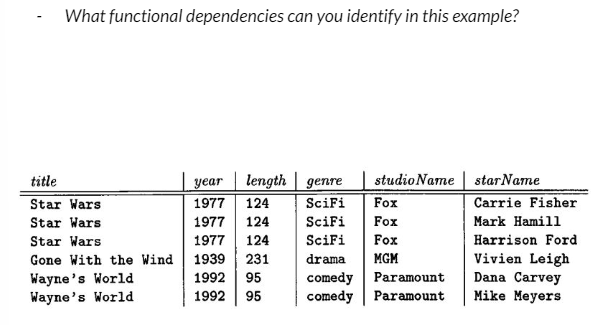 - What functional dependencies can you identify in this example?
title year length genre studioName starName
Star Wars 1977 124 SciFi Fox Carrie Fisher
Star Wars 1977 124 SciFi Fox Mark Hamill
Star Wars 1977 124 SciFi Fox Harrison Ford
Gone With the Wind 1939 231 drama MGM Vivien Leigh
Wayne's World 1992 95 comedy Paramount Dana Carvey
Wayne's World 1992 95 comedy Paramount Mike Meyers